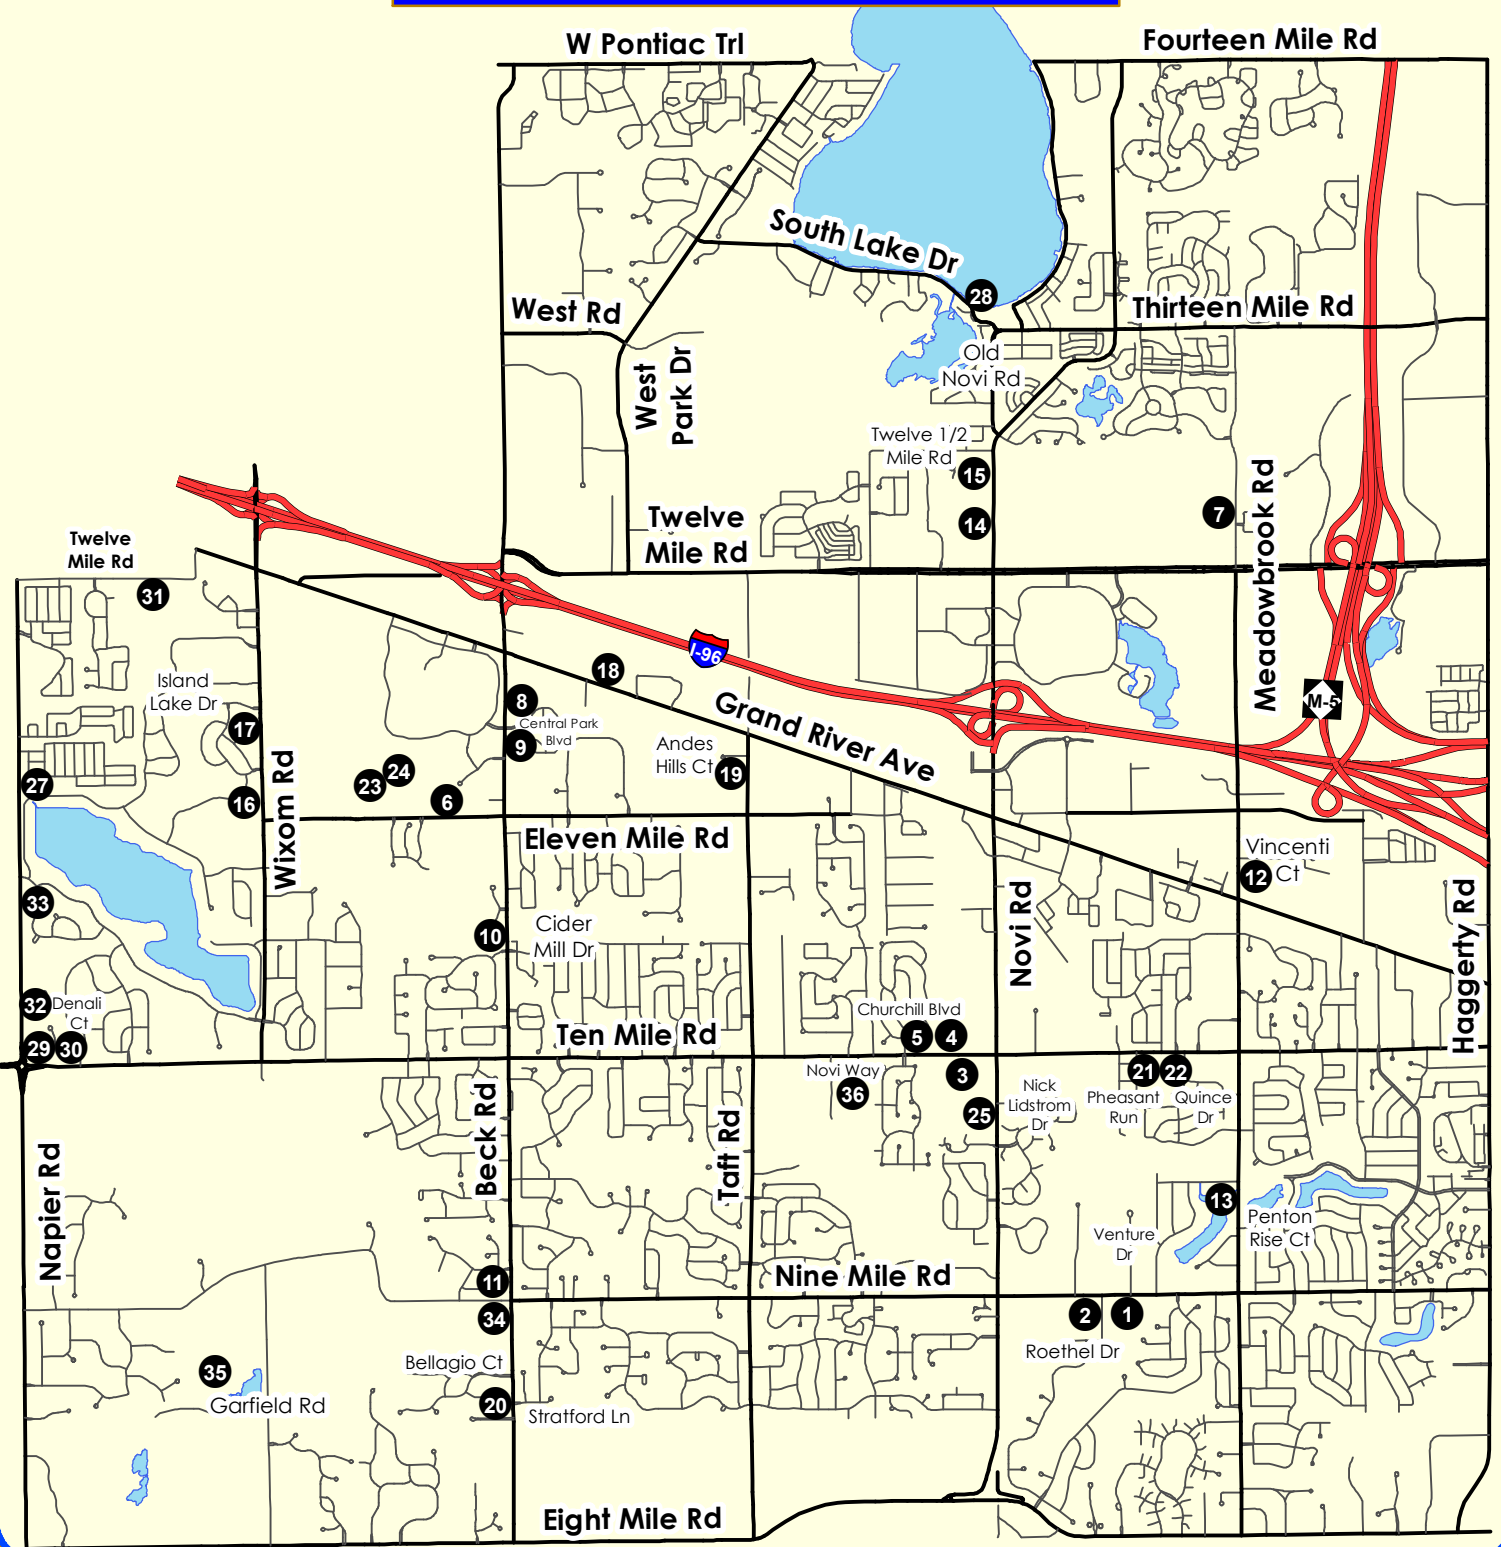 W Pontiac Trl
Fourteen Mile Rd
South Lake Dr
28
West Rd
Thirteen Mile Rd
Old
Novi Rd
West
Park Dr
Twelve 1/2
Mile Rd
15
14
7
Meadowbrook Rd
Twelve
Mile Rd
Twelve
Mile Rd
31
I-96
18
Island
Lake Dr
17
8
Central Park
Blvd
9
Grand River Ave
M-5
Andes
Hills Ct
19
27
16
23
24
6
Wixom Rd
Eleven Mile Rd
Vincenti
Ct
12
33
10
Cider
Mill Dr
Novi Rd
Haggerty Rd
32
Denali
Ct
29
30
Ten Mile Rd
Churchill Blvd
5
4
3
Novi Way
36
25
Nick
Lidstrom
Dr
21
22
Pheasant
Run
Quince
Dr
Napier Rd
Beck Rd
Taft Rd
13
Penton
Rise Ct
Venture
Dr
11
Nine Mile Rd
34
2
1
Roethel Dr
Bellagio Ct
35
Garfield Rd
20
Stratford Ln
Eight Mile Rd